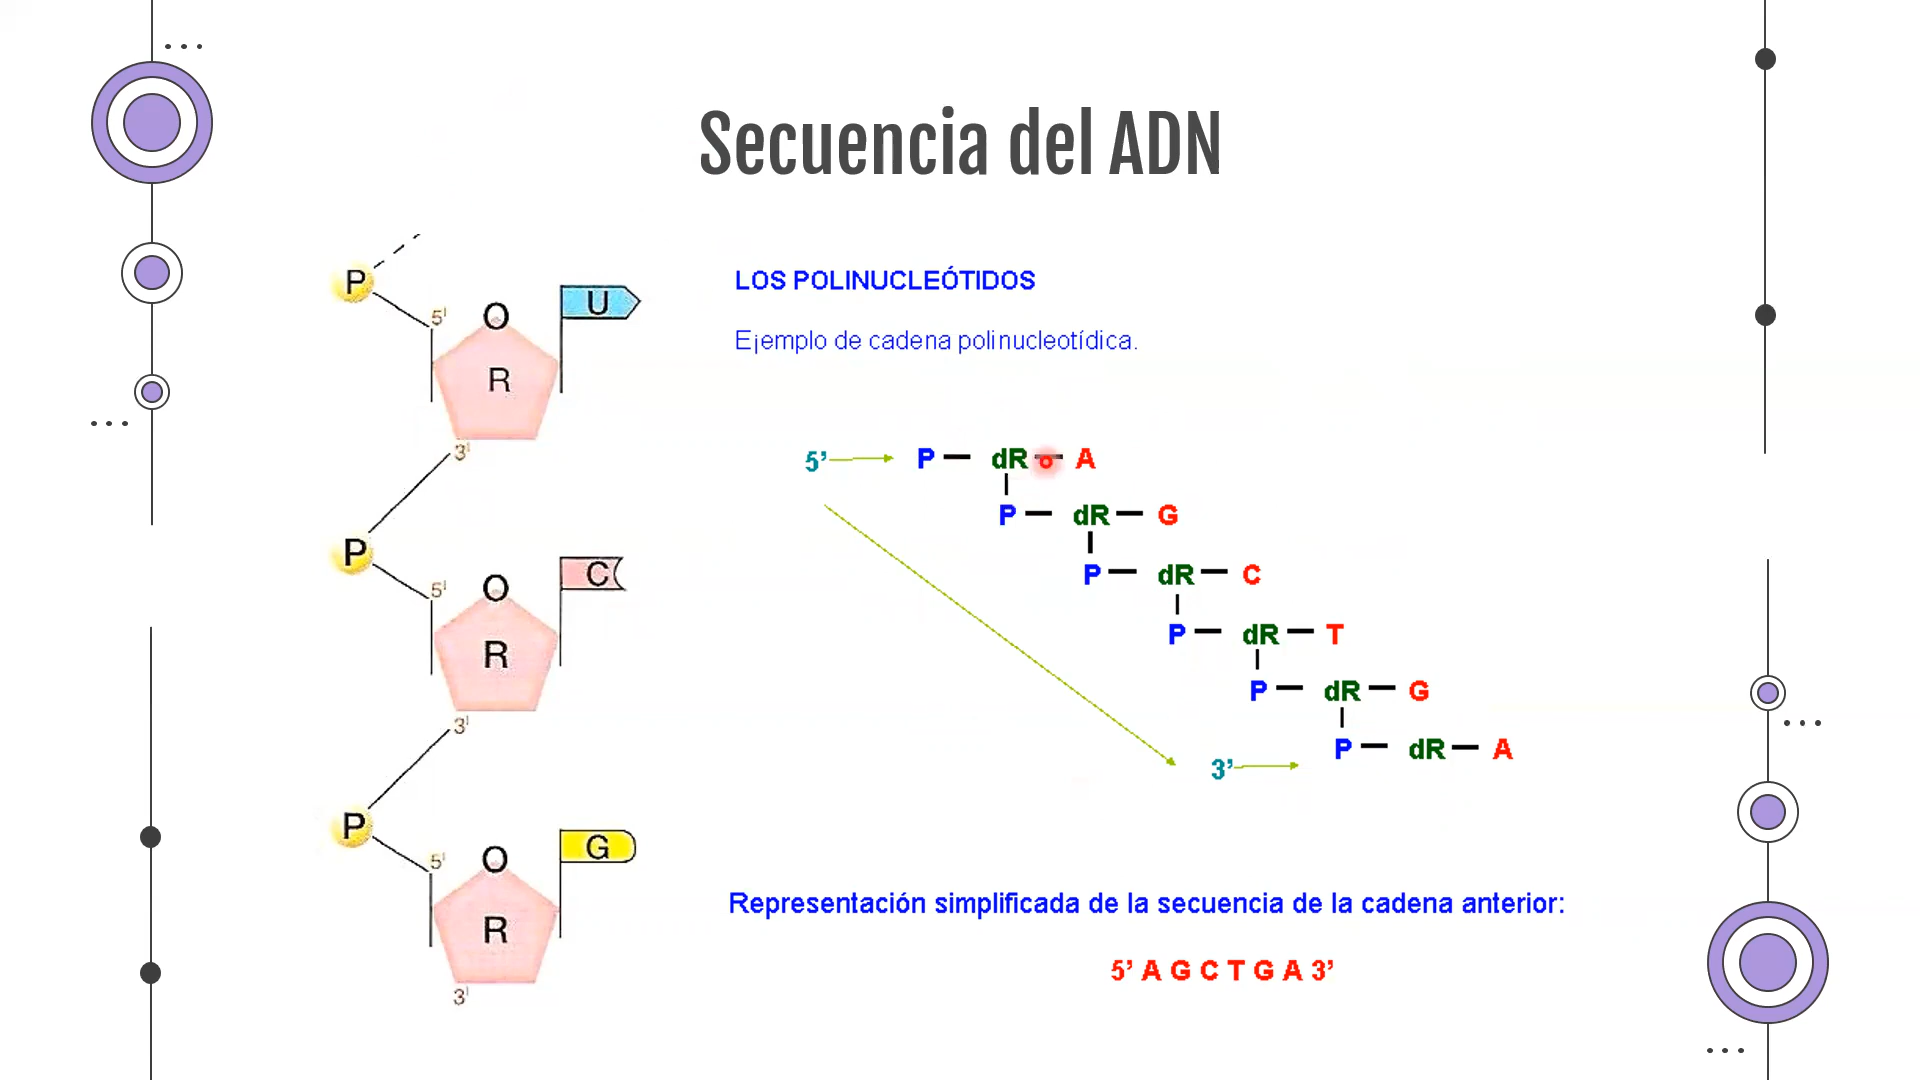 Secuencia del ADN
P
5'
O
U
R
3'
P
5'
O
C
R
3'
P
5'
O
G
R
3'
LOS POLINUCLEÓTIDOS
Ejemplo de cadena polinucleotídica.
5' P dR A
P dR G
P dR C
P dR T
P dR G
3' P dR A
Representación simplificada de la secuencia de la cadena anterior:
5' A G C T G A 3'